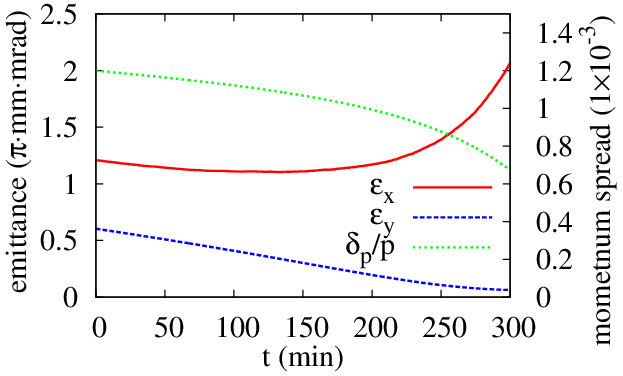 2.5
2
1.5
1
0.5
0
1.4
1.2
1
0.8
0.6
0.4
0.2
0
0 50 100 150 200 250 300
t (min)
emittance (π·mm·mrad)
mometnum spread (1×10⁻³)
εx
εy
δp/p